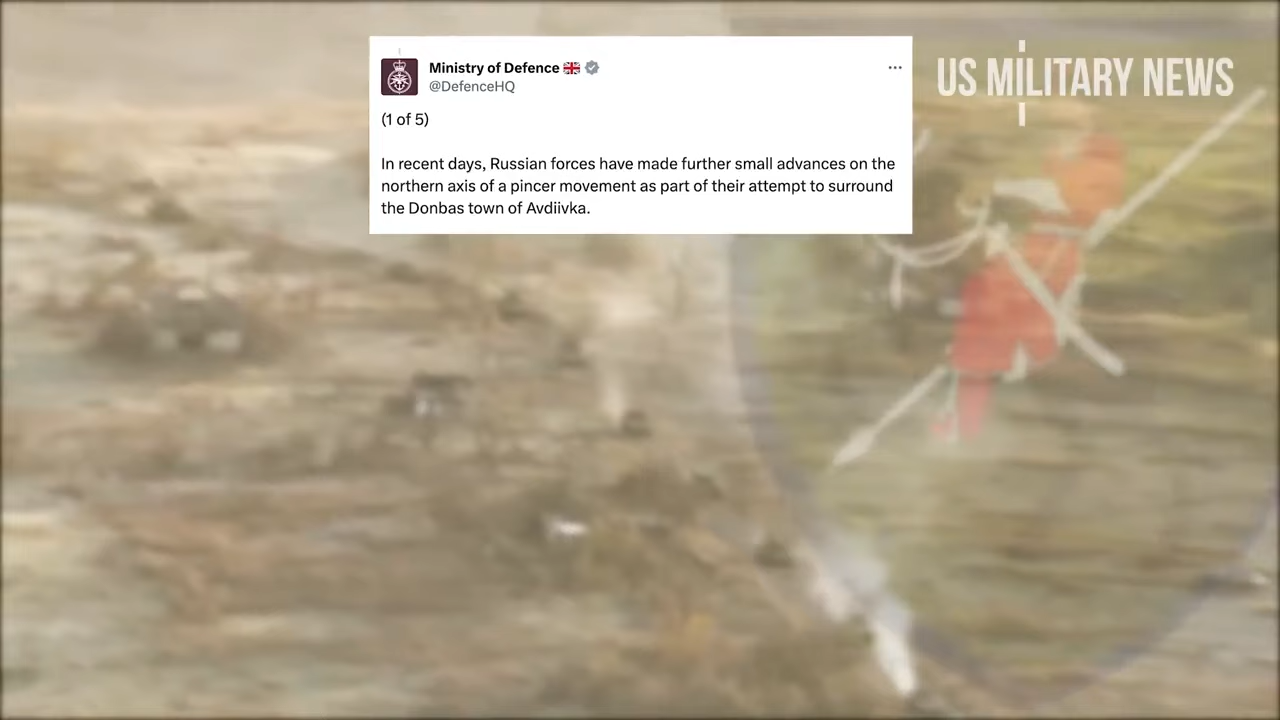 Ministry of Defence 🇬🇧
@DefenceHQ
US MILITARY NEWS
(1 of 5)
In recent days, Russian forces have made further small advances on the
northern axis of a pincer movement as part of their attempt to surround
the Donbas town of Avdiivka.